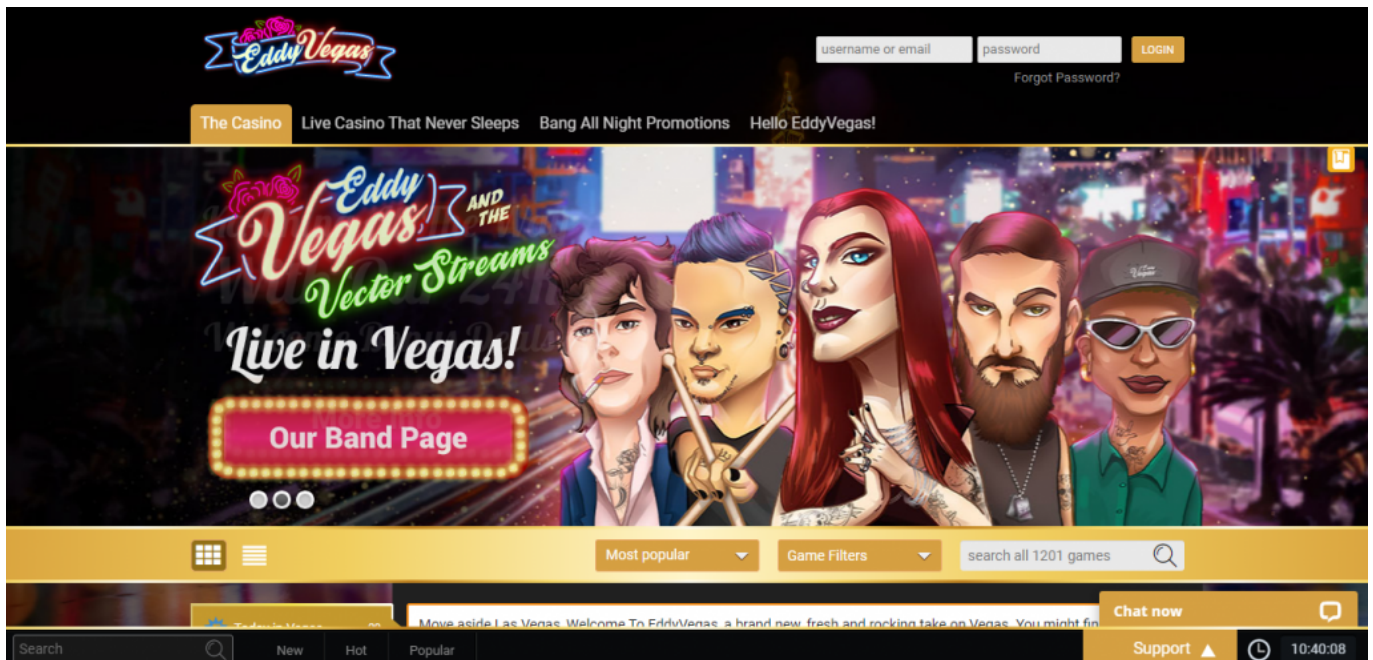 Eddy Vegas
username or email password LOGIN
Forgot Password?
The Casino Live Casino That Never Sleeps Bang All Night Promotions Hello EddyVegas!
Eddy
Vegas AND THE
Vector Streams
Live in Vegas!
Our Band Page
Most popular Game Filters search all 1201 games
Today in Vegas
Move aside Las Vegas, Welcome To EddyVegas, a brand new, fresh and rocking take on Vegas. You might fin
Chat now
Search New Hot Popular Support 10:40:08